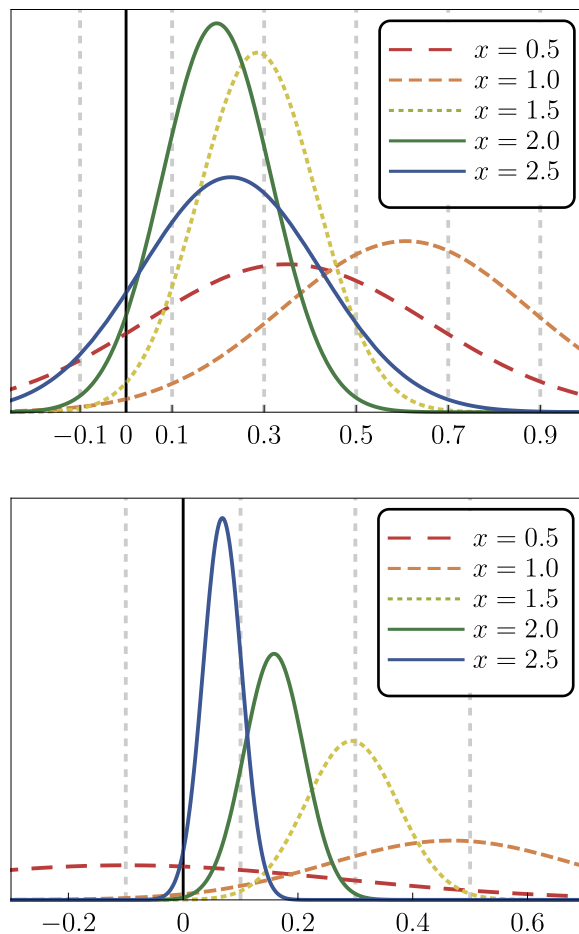 x = 0.5
x = 1.0
x = 1.5
x = 2.0
x = 2.5
−0.1 0 0.1 0.3 0.5 0.7 0.9
x = 0.5
x = 1.0
x = 1.5
x = 2.0
x = 2.5
−0.2 0 0.2 0.4 0.6